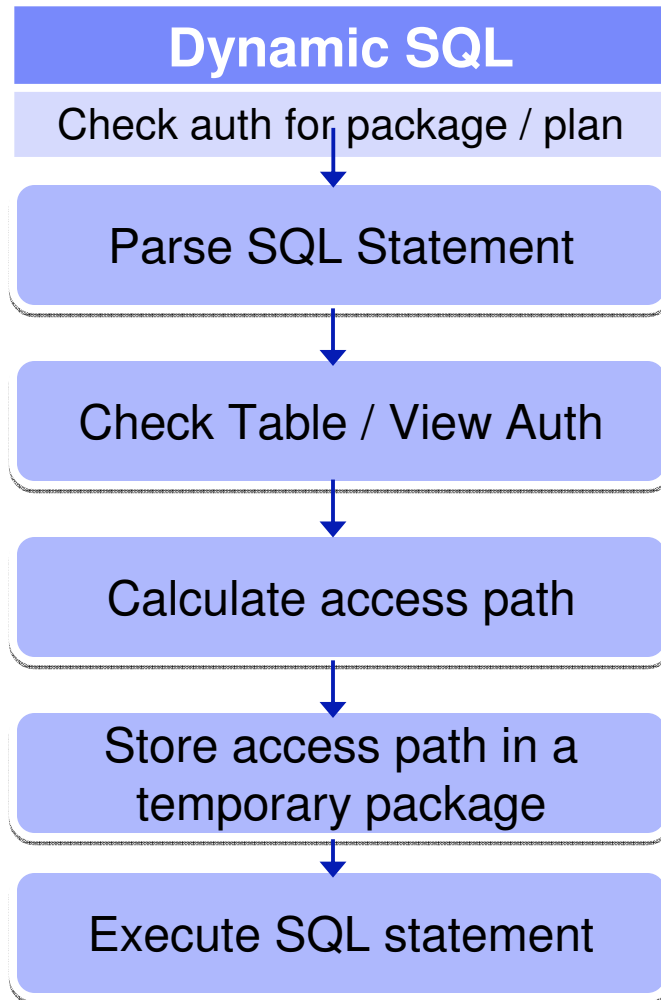 Dynamic SQL
Check auth for package / plan
Parse SQL Statement
Check Table / View Auth
Calculate access path
Store access path in a
temporary package
Execute SQL statement